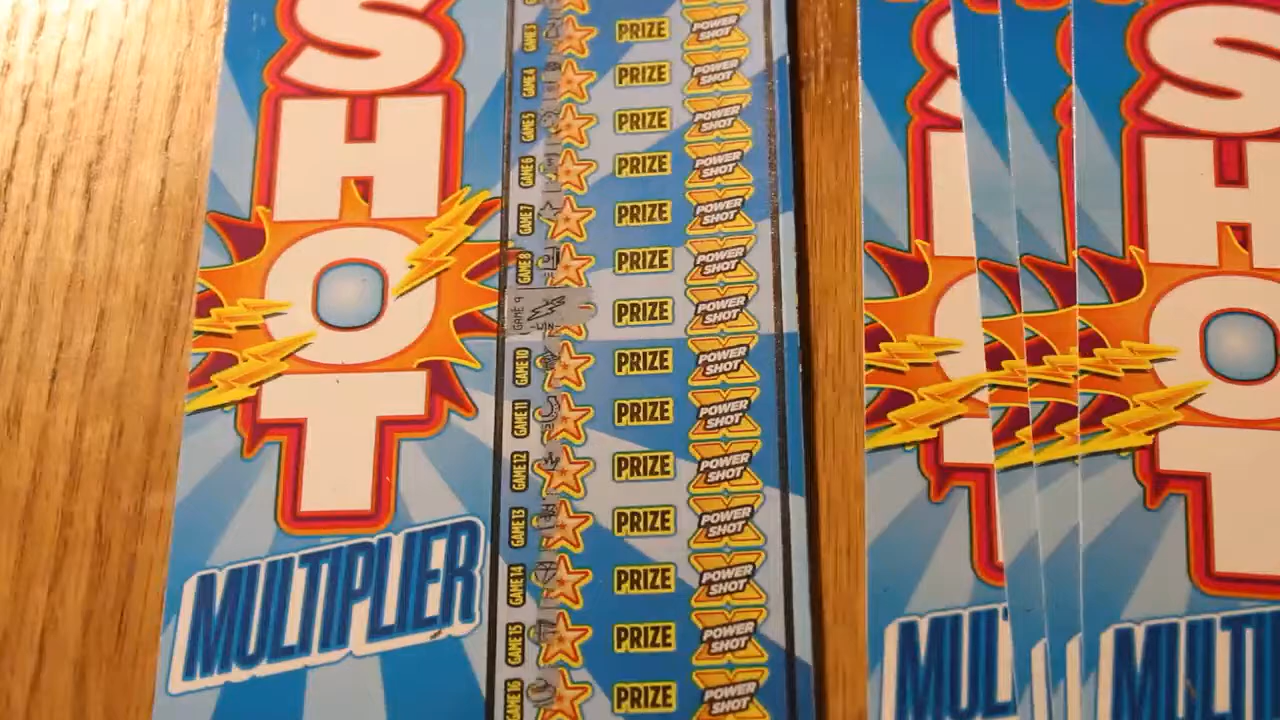 SHOT
MULTIPLIER
GAME 3 PRIZE POWER SHOT X
GAME 4 PRIZE POWER SHOT X
GAME 5 PRIZE POWER SHOT X
GAME 6 PRIZE POWER SHOT X
GAME 7 PRIZE POWER SHOT X
GAME 8 PRIZE POWER SHOT X
GAME 9 WIN PRIZE POWER SHOT X
GAME 10 PRIZE POWER SHOT X
GAME 11 PRIZE POWER SHOT X
GAME 12 PRIZE POWER SHOT X
GAME 13 PRIZE POWER SHOT X
GAME 14 PRIZE POWER SHOT X
GAME 15 PRIZE POWER SHOT X
GAME 16 PRIZE POWER SHOT X
MUL
SHOT
MULTI